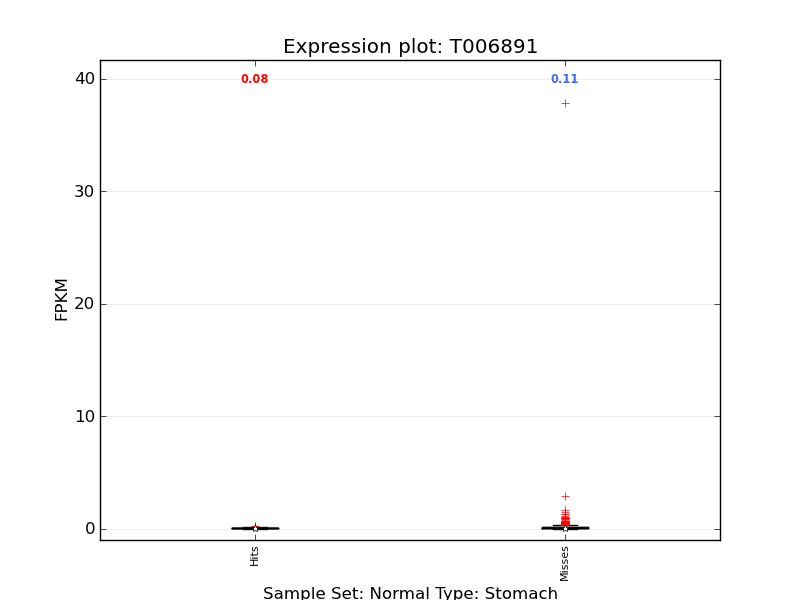 Expression plot: T006891
40
0.08
0.11
30
20
FPKM
10
0
Hits
Misses
Sample Set: Normal Type: Stomach